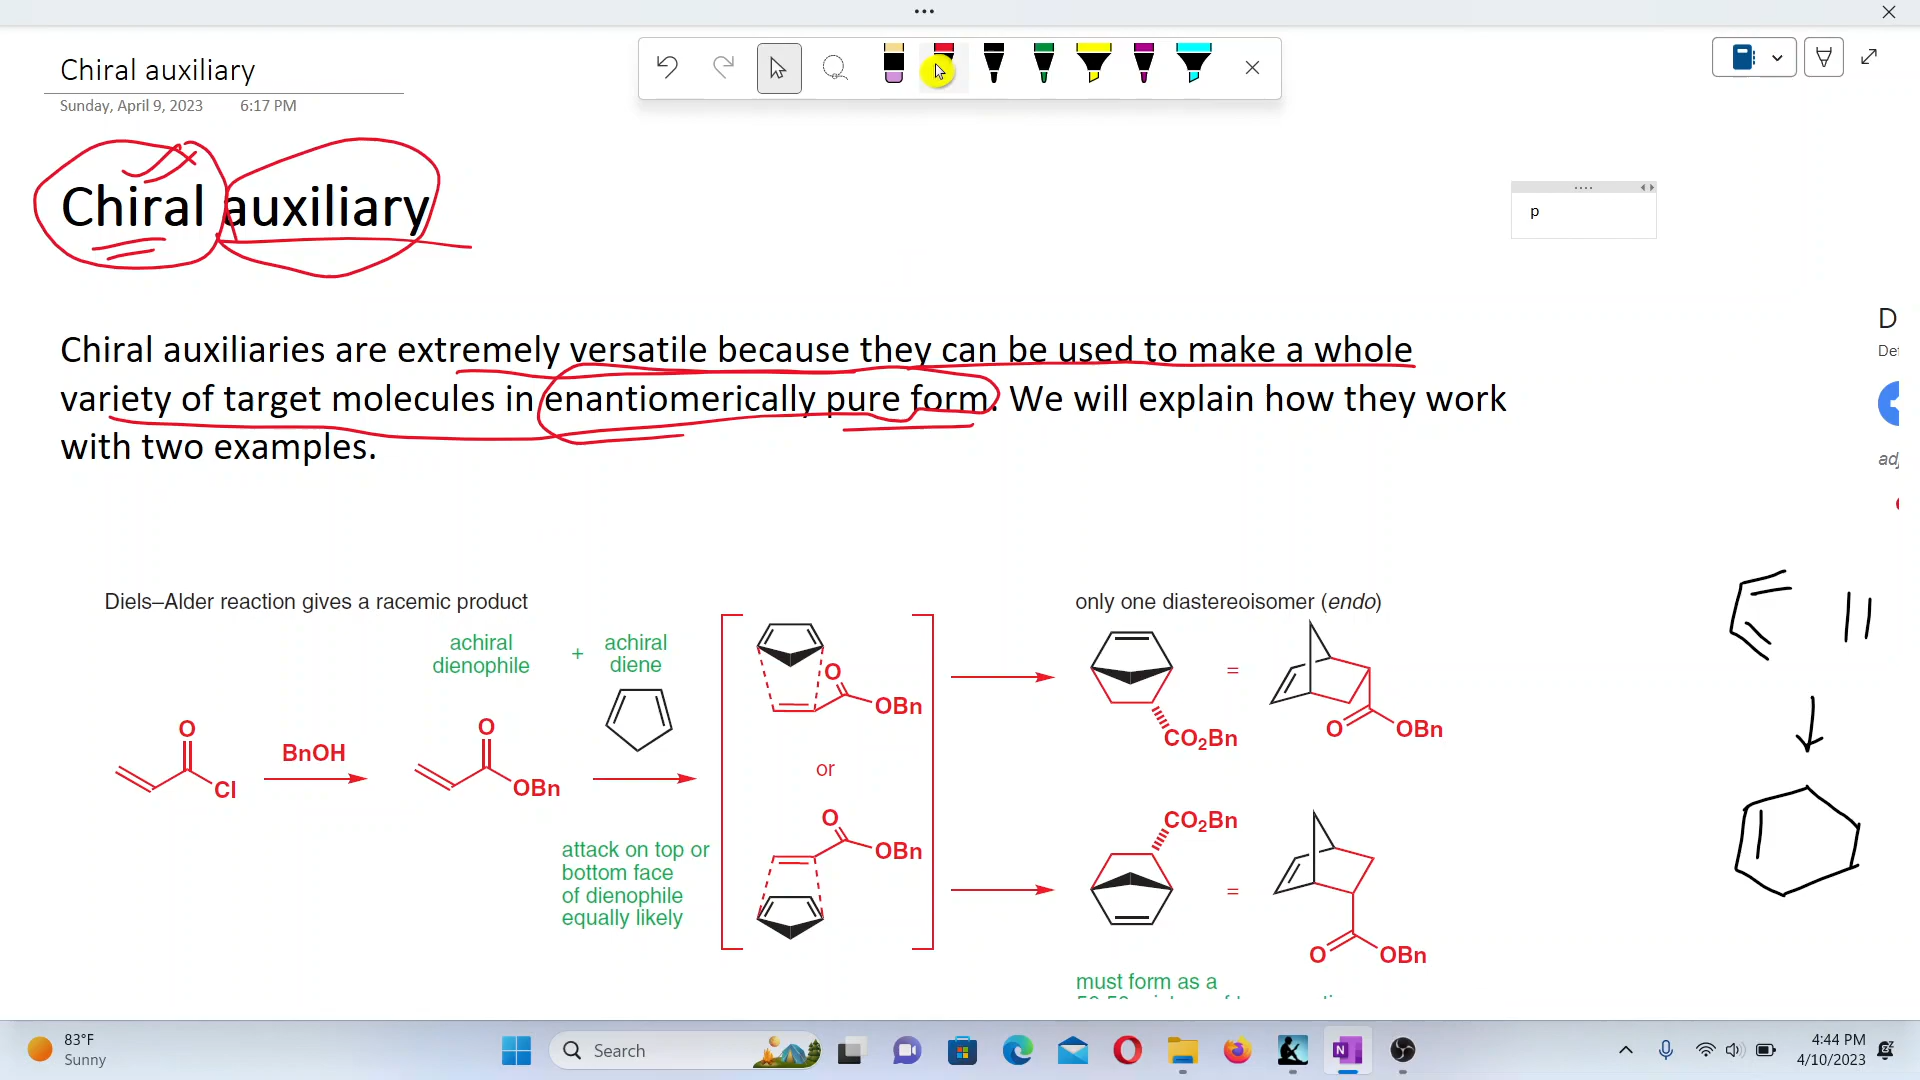 Chiral auxiliary
Sunday, April 9, 2023 6:17 PM
Chiral auxiliary
p
Chiral auxiliaries are extremely versatile because they can be used to make a whole
variety of target molecules in enantiomerically pure form. We will explain how they work
with two examples.
D
adj
Diels–Alder reaction gives a racemic product
only one diastereoisomer (endo)
achiral
dienophile
+
achiral
diene
O
Cl
BnOH
O
OBn
O
OBn
or
O
OBn
attack on top or
bottom face
of dienophile
equally likely
CO₂Bn
=
O
OBn
CO₂Bn
=
O
OBn
must form as a
83°F
Sunny
Search
4:44 PM
4/10/2023